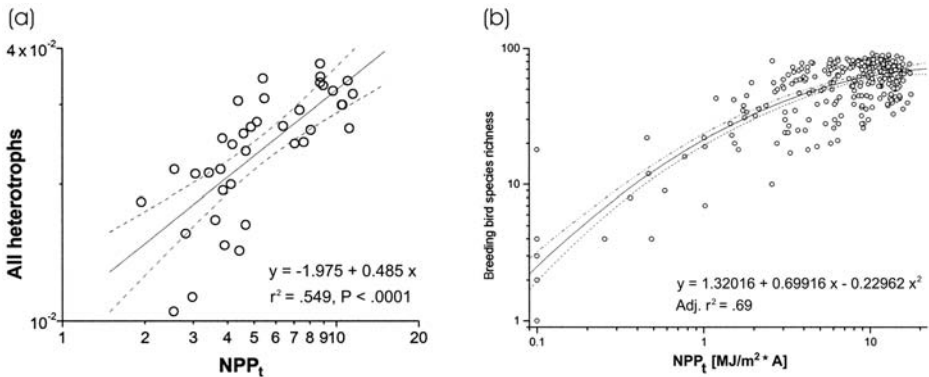 (a)
4 x 10⁻²
All heterotrophs
10⁻²
y = -1.975 + 0.485 x
r² = .549, P < .0001
1 2 3 4 5 6 7 8 9 10 20
NPPₜ
(b)
100
Breeding bird species richness
10
1
y = 1.32016 + 0.69916 x - 0.22962 x²
Adj. r² = .69
0.1 1 10
NPPₜ [MJ/m² * A]